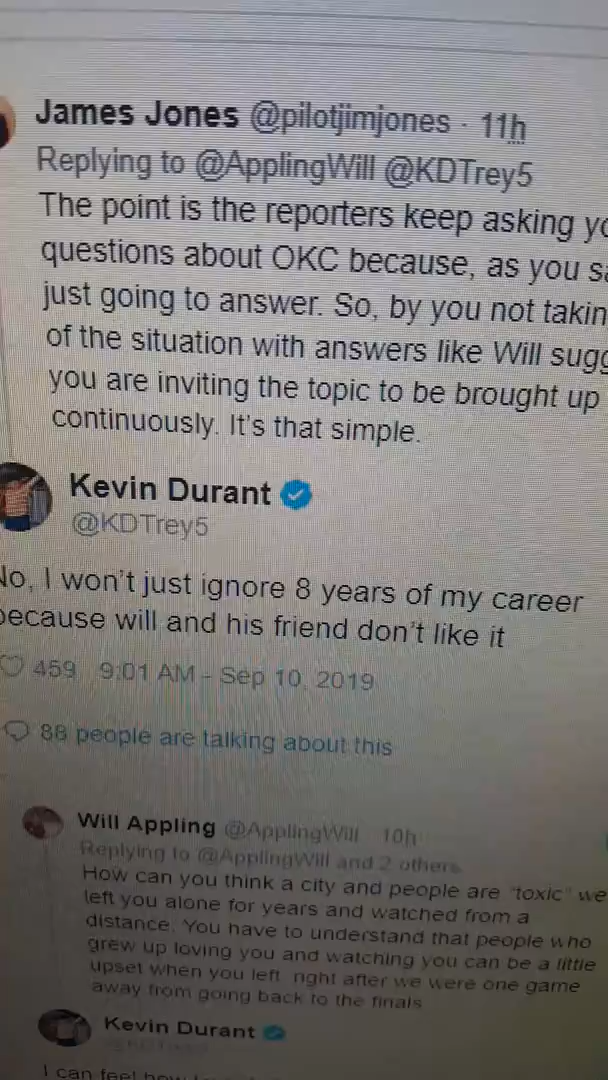 James Jones @pilotjimjones · 11h
Replying to @ApplingWill @KDTrey5
The point is the reporters keep asking
questions about OKC because, as you
just going to answer. So, by you not
of the situation with answers like Will
you are inviting the topic to be brought up
continuously. It's that simple.
Kevin Durant
@KDTrey5
I won't just ignore 8 years of my career
will and his friend don't like it
459 9:01 AM - Sep 10, 2019
88 people are talking about this
Will Appling @ApplingWill · 10h
Replying to @ApplingWill and 2 others
How can you think a city and people are "toxic" we
left you alone for years and watched from a
distance. You have to understand that people who
grew up loving you and watching you can be a little
upset when you left right after we were one game
away from going back to the finals
Kevin Durant
I can feel